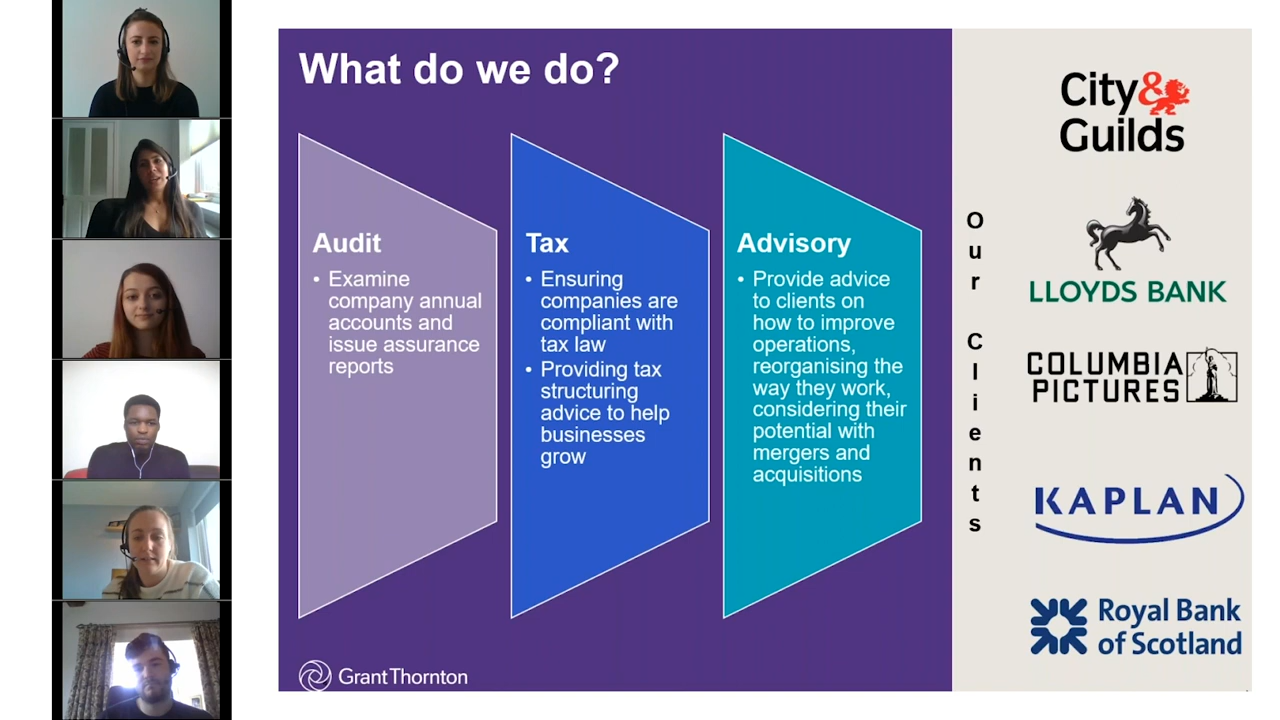 What do we do?
Audit
• Examine
company annual
accounts and
issue assurance
reports
Tax
• Ensuring
companies are
compliant with
tax law
• Providing tax
structuring
advice to help
businesses
grow
Advisory
• Provide advice
to clients on
how to improve
operations,
reorganising the
way they work,
considering their
potential with
mergers and
acquisitions
GrantThornton
Our Clients
City&
Guilds
LLOYDS BANK
COLUMBIA
PICTURES
KAPLAN
Royal Bank
of Scotland